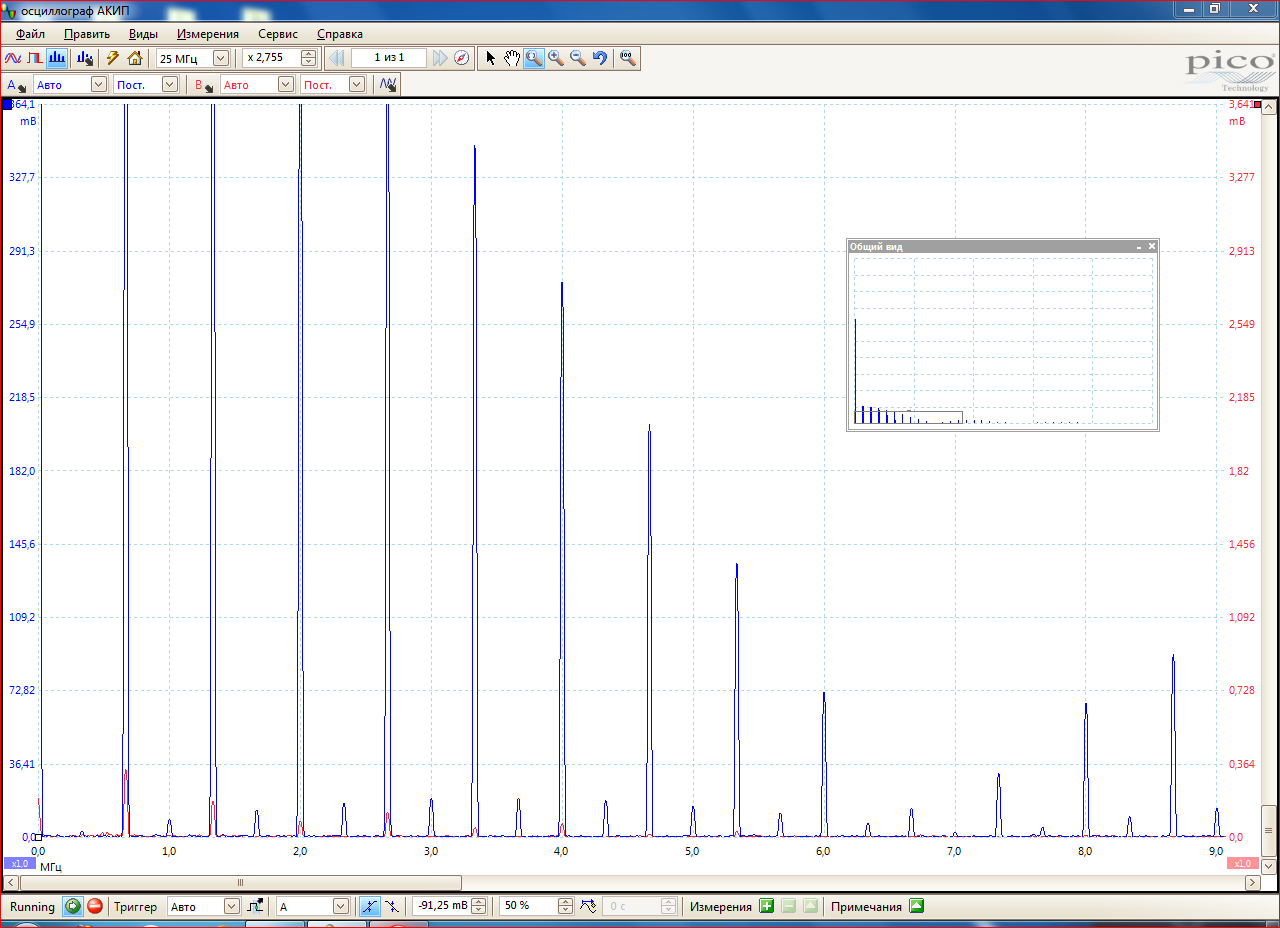 осциллограф АКИП
Файл Править Виды Измерения Сервис Справка
25 МГц x 2,755 1 из 1
pico
Technology
A Авто Пост. B Авто Пост.
364,1 3,641
mB mB
327,7 3,277
291,3 2,913
Общий вид
254,9 2,549
218,5 2,185
182,0 1,82
145,6 1,456
109,2 1,092
72,82 0,728
36,41 0,364
0,0 0,0
0,0 1,0 2,0 3,0 4,0 5,0 6,0 7,0 8,0 9,0
x1,0 МГц x1,0
Running Триггер Авто A -91,25 mB 50 % 0 с Измерения Примечания